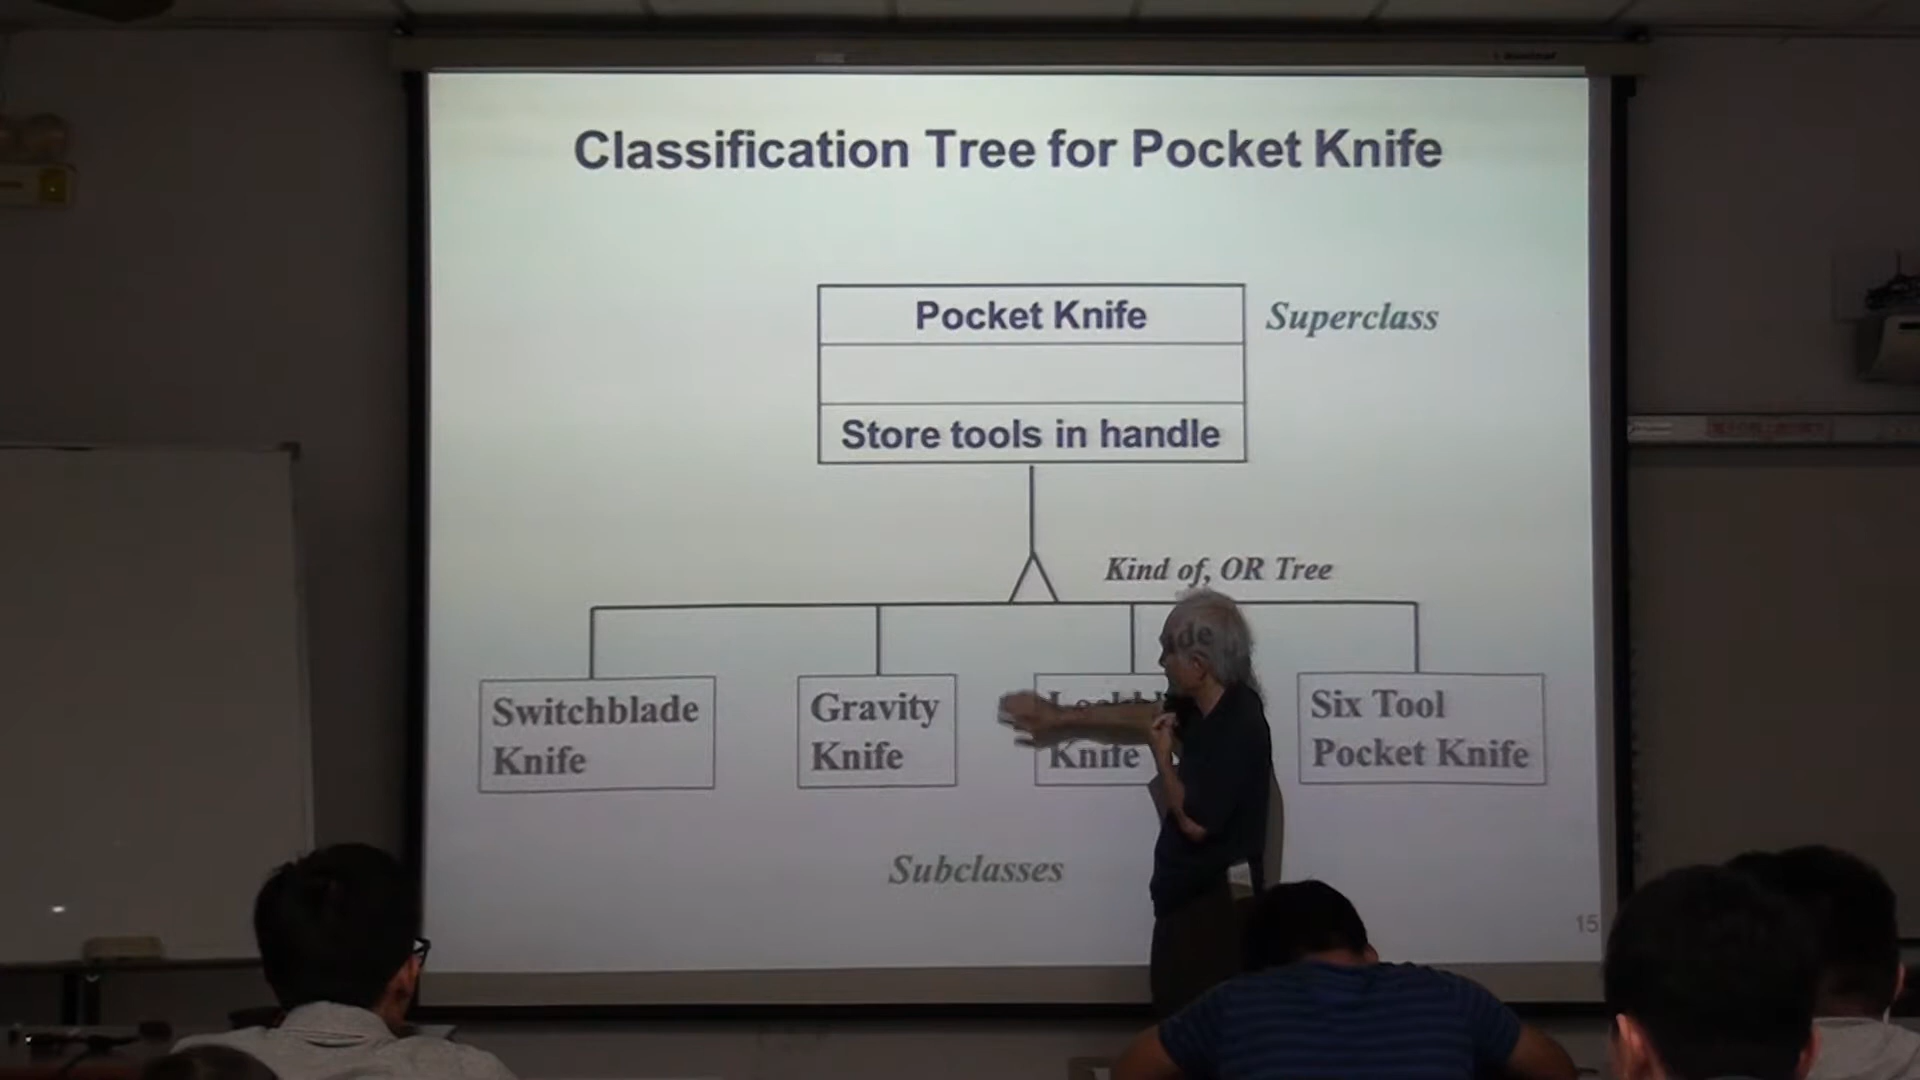 Classification Tree for Pocket Knife
Pocket Knife
Superclass
Store tools in handle
Kind of, OR Tree
Switchblade
Knife
Gravity
Knife
Knife
Six Tool
Pocket Knife
Subclasses
15